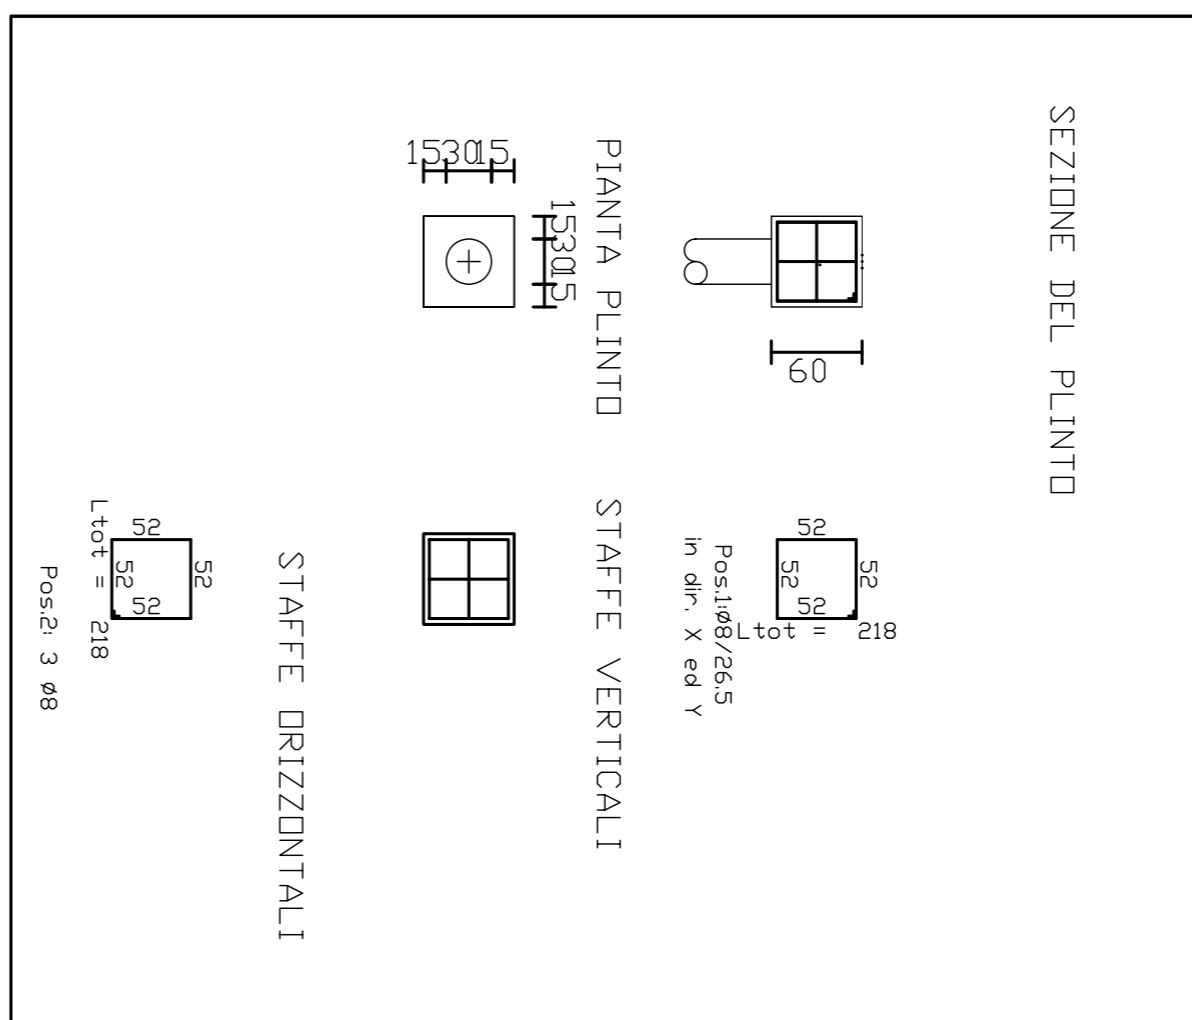 SEZIONE DEL PLINTO
60
PIANTA PLINTO
15 30 15
15 30 15
Pos.1:ø8/26.5
in dir. X ed Y
52
52
52
52
Ltot = 218
STAFFE VERTICALI
STAFFE ORIZZONTALI
52
52
52
52
Ltot = 218
Pos.2: 3 ø8